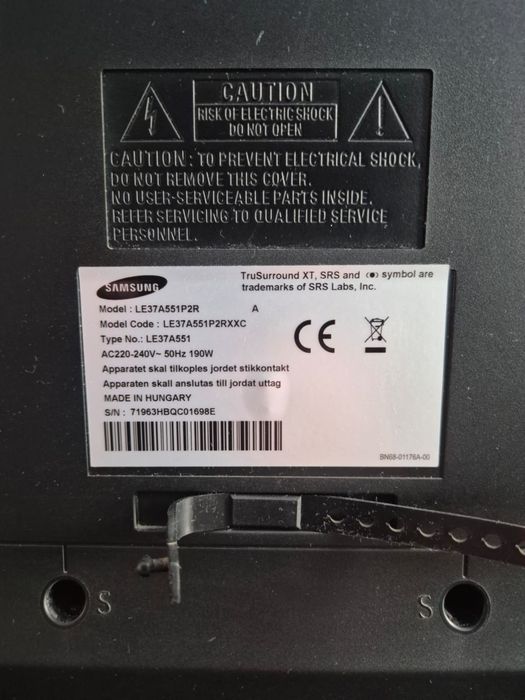 CAUTION
RISK OF ELECTRIC SHOCK
DO NOT OPEN
CAUTION: TO PREVENT ELECTRICAL SHOCK,
DO NOT REMOVE THIS COVER.
NO USER-SERVICEABLE PARTS INSIDE.
REFER SERVICING TO QUALIFIED SERVICE
PERSONNEL.
SAMSUNG
TruSurround XT, SRS and (●) symbol are
trademarks of SRS Labs, Inc.
Model : LE37A551P2R A
Model Code : LE37A551P2RXXC
Type No.: LE37A551
AC220-240V~ 50Hz 190W
Apparatet skal tilkoples jordet stikkontakt
Apparaten skall anslutas till jordat uttag
MADE IN HUNGARY
S/N : 71963HBQC01698E
CE
BN68-01176A-00
S S